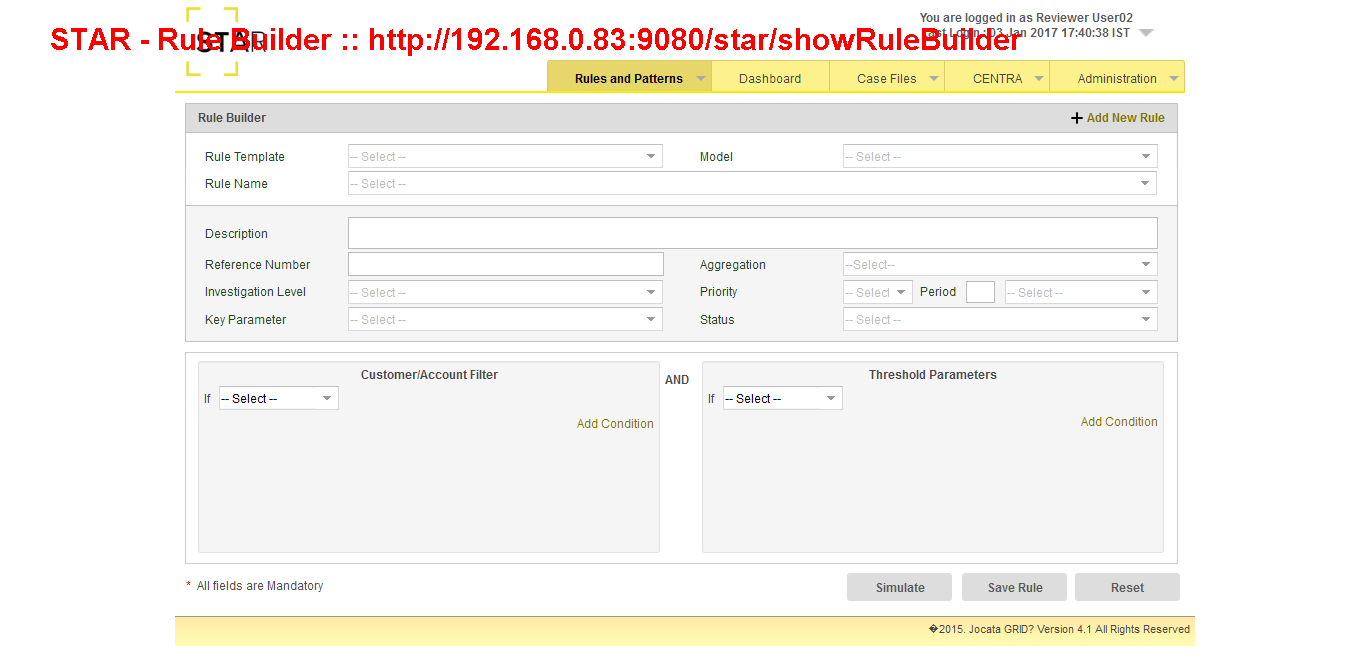 You are logged in as Reviewer User02
STAR
STAR - Rule Builder :: http://192.168.0.83:9080/star/showRuleBuilder
Last Login : 03 Jan 2017 17:40:38 IST
Rules and Patterns Dashboard Case Files CENTRA Administration
Rule Builder + Add New Rule
Rule Template -- Select -- Model -- Select --
Rule Name -- Select --
Description
Reference Number Aggregation --Select--
Investigation Level -- Select -- Priority -- Select Period -- Select --
Key Parameter -- Select -- Status -- Select --
Customer/Account Filter AND Threshold Parameters
If -- Select -- If -- Select --
Add Condition Add Condition
* All fields are Mandatory Simulate Save Rule Reset
�2015. Jocata GRID? Version 4.1 All Rights Reserved